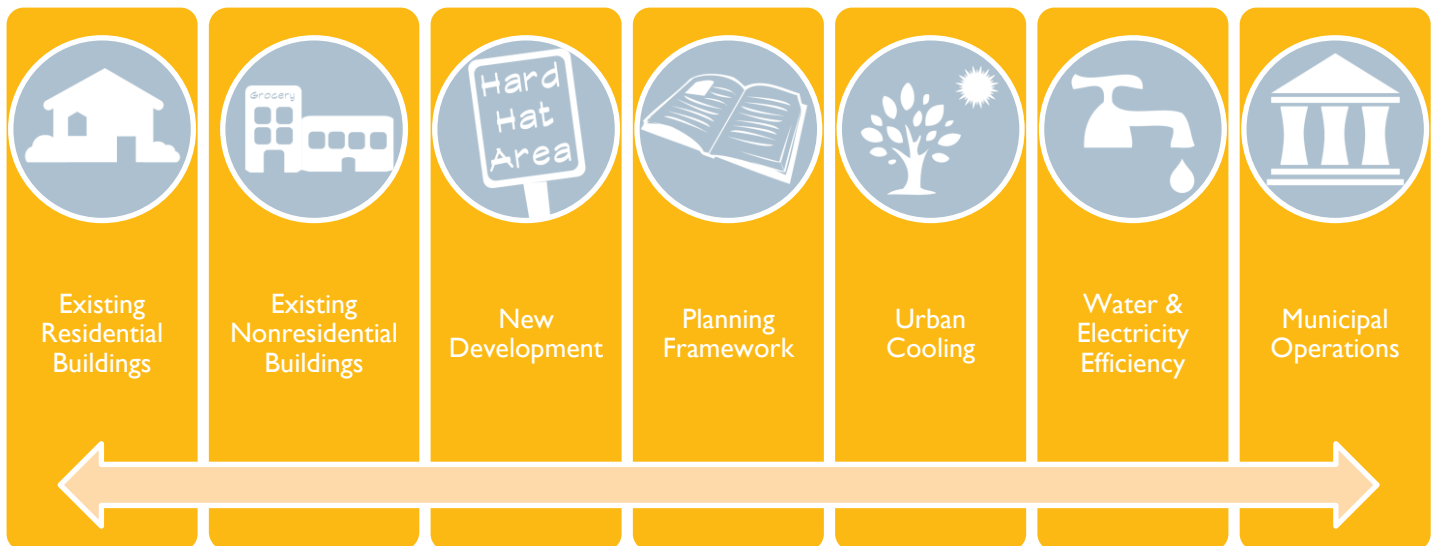 Grocery
Hard
Hat
Area
Existing
Residential
Buildings
Existing
Nonresidential
Buildings
New
Development
Planning
Framework
Urban
Cooling
Water &
Electricity
Efficiency
Municipal
Operations